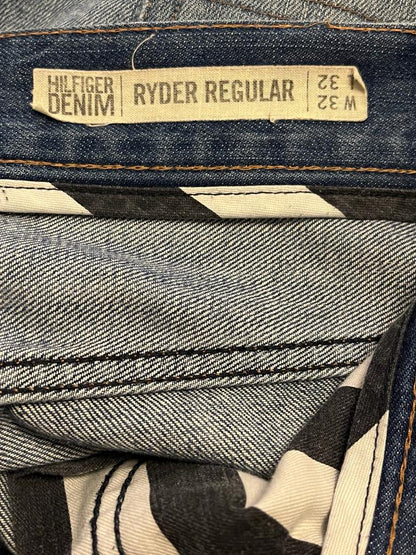 HILFIGER
DENIM
RYDER REGULAR
W 32
L 32